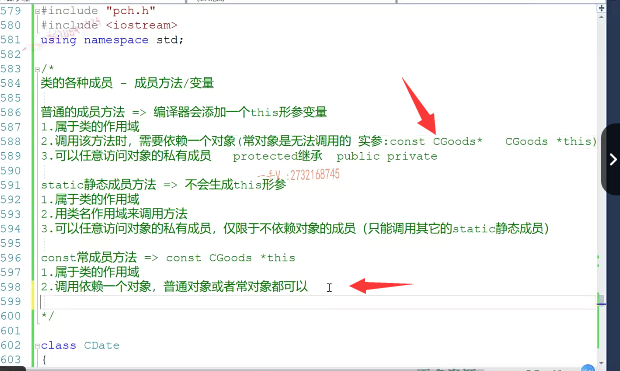 579 #include "pch.h"
580 #include <iostream>
581 using namespace std;
582
583 /*
584 类的各种成员 - 成员方法/变量
585
586 普通的成员方法 => 编译器会添加一个this形参变量
587 1.属于类的作用域
588 2.调用该方法时，需要依赖一个对象(常对象是无法调用的 实参:const CGoods* CGoods *this)
589 3.可以任意访问对象的私有成员 protected继承 public private
590
591 static静态成员方法 => 不会生成this形参
592 1.属于类的作用域
593 2.用类名作用域来调用方法
594 3.可以任意访问对象的私有成员，仅限于不依赖对象的成员（只能调用其它的static静态成员）
595
596 const常成员方法 => const CGoods *this
597 1.属于类的作用域
598 2.调用依赖一个对象，普通对象或者常对象都可以
599
600 */
601
602 class CDate
603 {
:2732168745